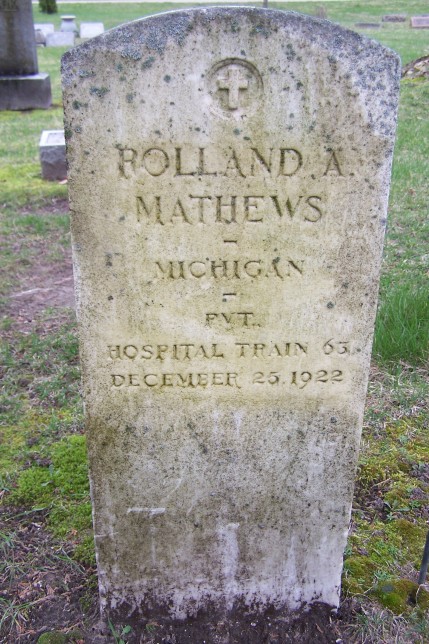 ROLLAND A.
MATHEWS
–
MICHIGAN
–
PVT.
HOSPITAL TRAIN 63
DECEMBER 25, 1922